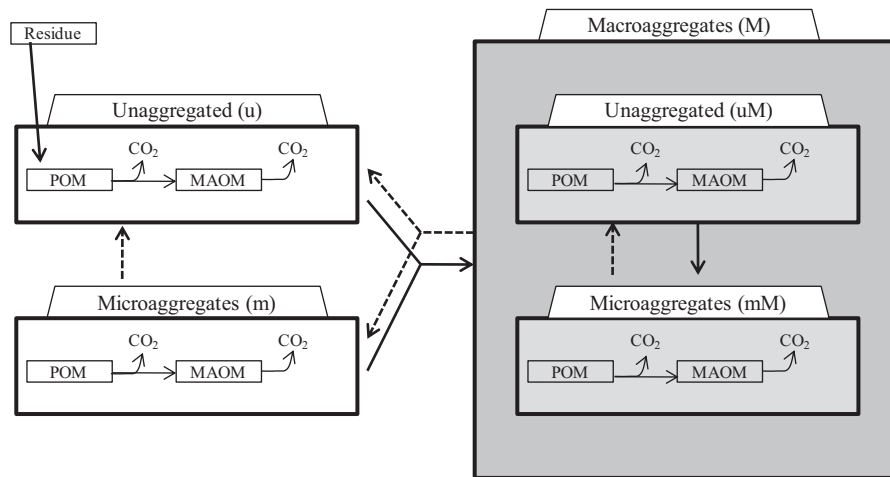 Residue
Macroaggregates (M)
Unaggregated (u)
CO₂
CO₂
POM
MAOM
Unaggregated (uM)
CO₂
CO₂
POM
MAOM
Microaggregates (m)
CO₂
CO₂
POM
MAOM
Microaggregates (mM)
CO₂
CO₂
POM
MAOM